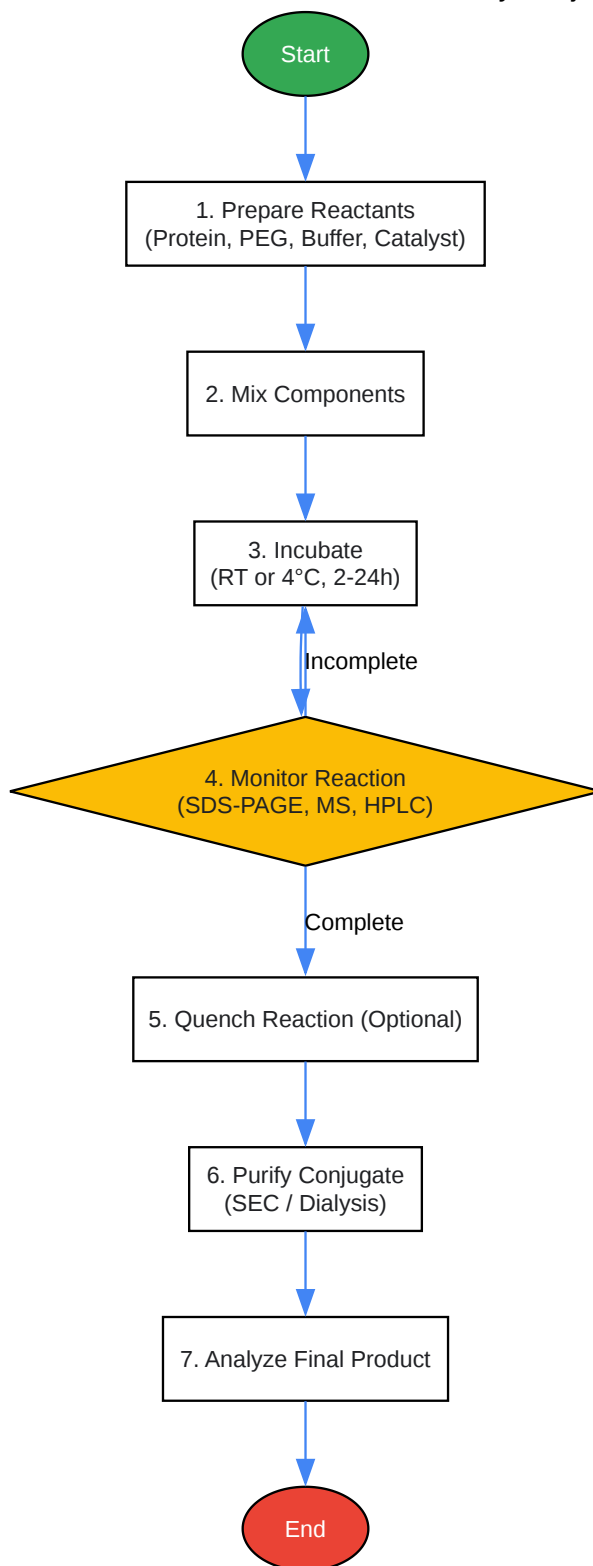 Start
1. Prepare Reactants
(Protein, PEG, Buffer, Catalyst)
2. Mix Components
3. Incubate
(RT or 4°C, 2-24h)
Incomplete
4. Monitor Reaction
(SDS-PAGE, MS, HPLC)
Complete
5. Quench Reaction (Optional)
6. Purify Conjugate
(SEC / Dialysis)
7. Analyze Final Product
End